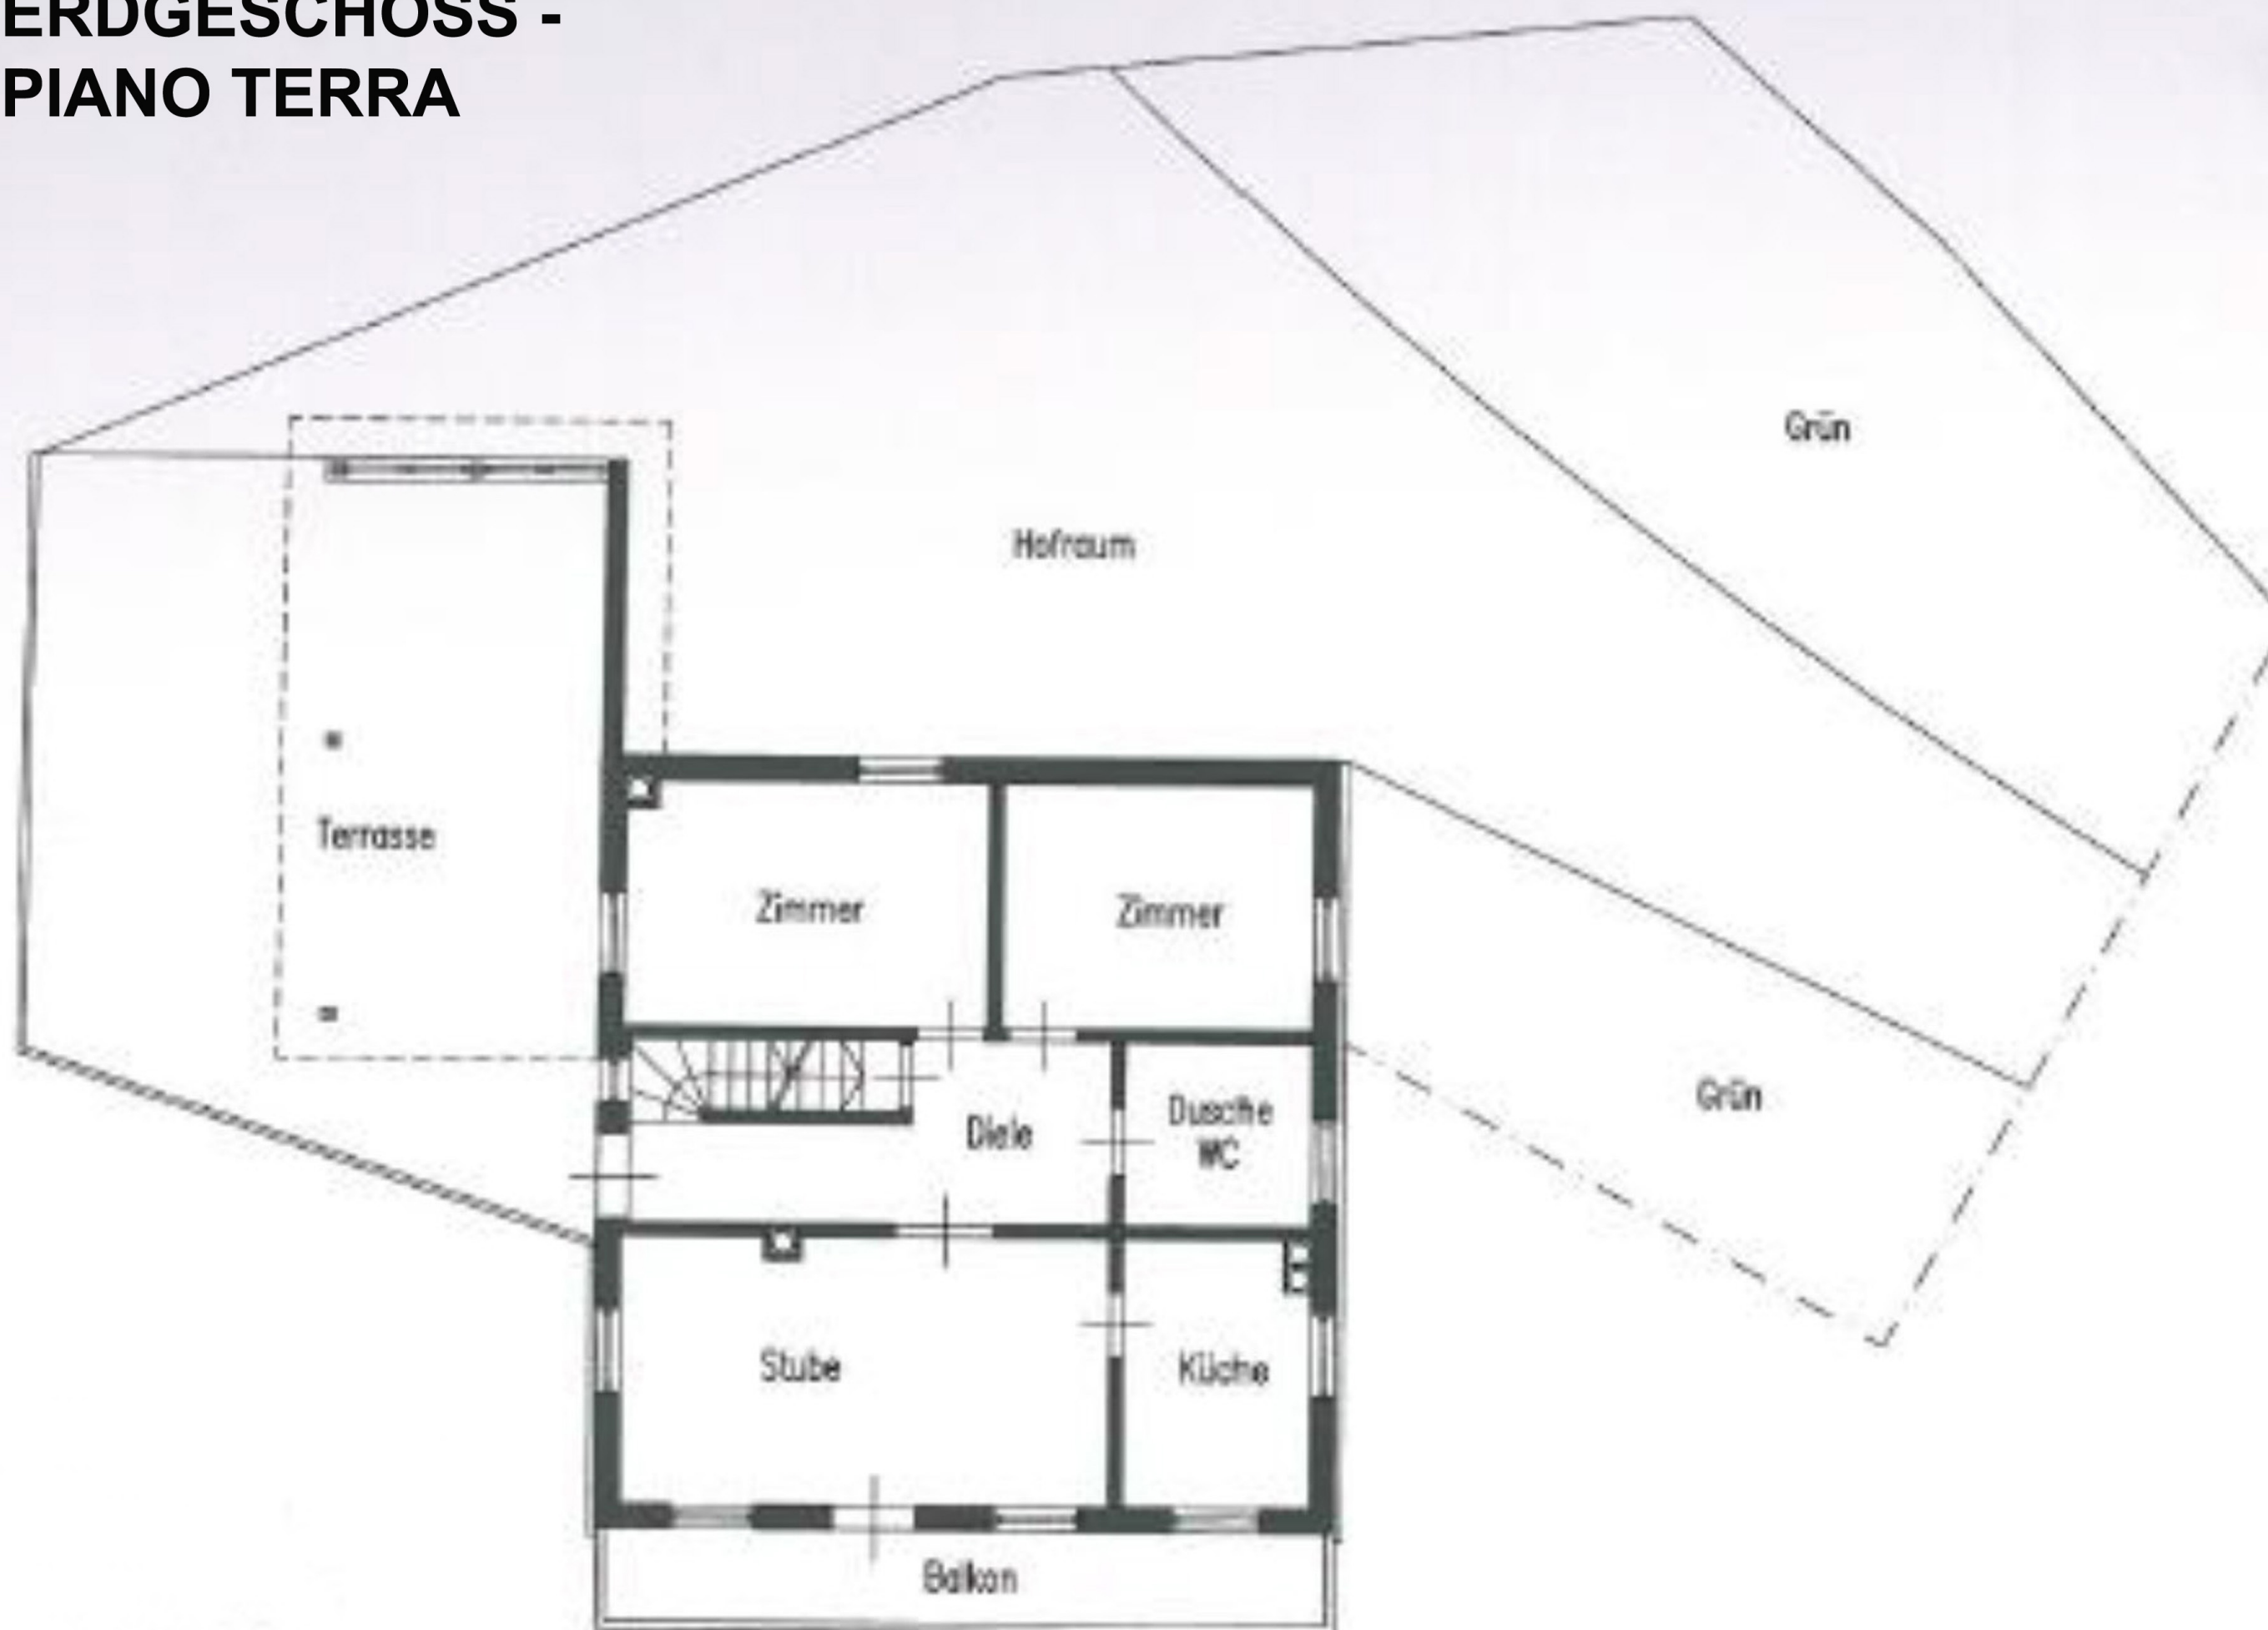 ERDGESCHOSS -
PIANO TERRA
Grün
Hofraum
Terrasse
Zimmer
Zimmer
Grün
Diele
Dusche
WC
Stube
Küche
Balkon